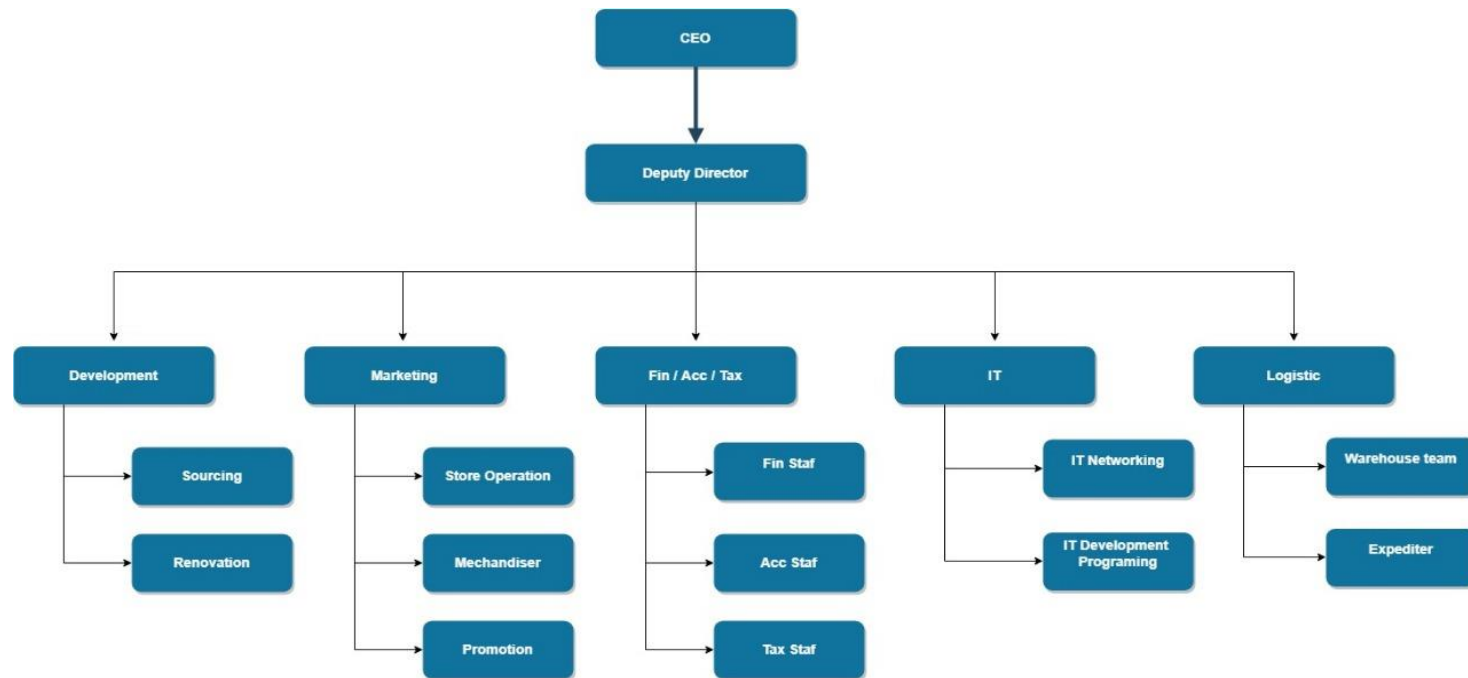 CEO
Deputy Director
Development
Marketing
Fin / Acc / Tax
IT
Logistic
Sourcing
Renovation
Store Operation
Mechandiser
Promotion
Fin Staf
Acc Staf
Tax Staf
IT Networking
IT Development
Programing
Warehouse team
Expediter